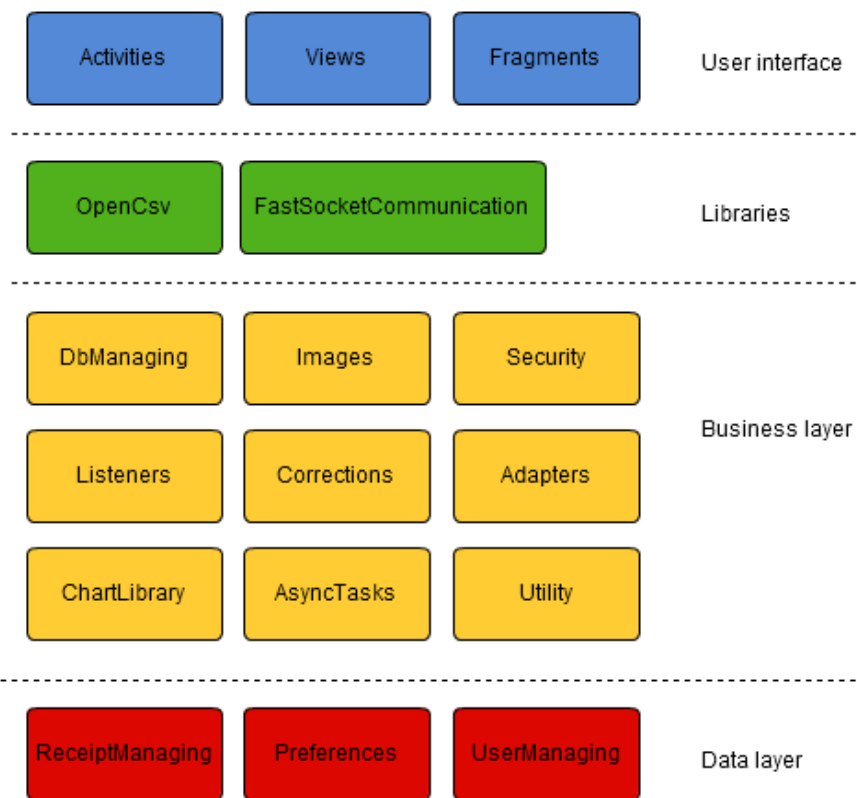 Activities
Views
Fragments
User interface
OpenCsv
FastSocketCommunication
Libraries
DbManaging
Images
Security
Business layer
Listeners
Corrections
Adapters
ChartLibrary
AsyncTasks
Utility
ReceiptManaging
Preferences
UserManaging
Data layer